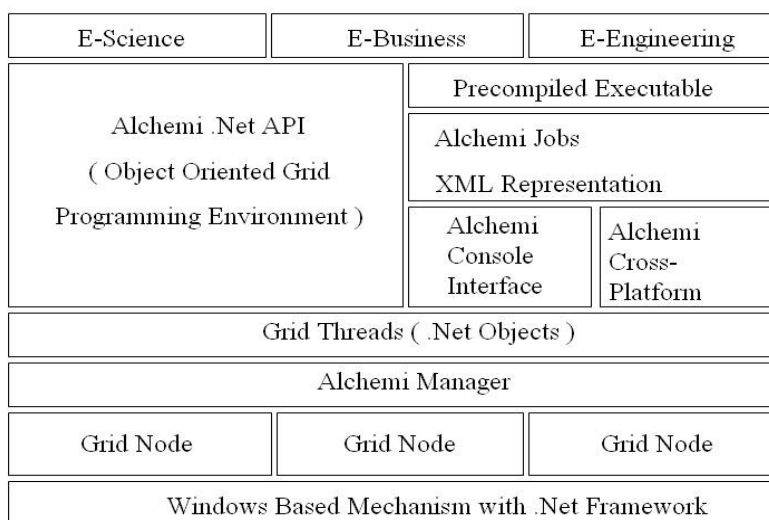 E-Science
E-Business
E-Engineering
Alchemi .Net API
( Object Oriented Grid
Programming Environment )
Precompiled Executable
Alchemi Jobs
XML Representation
Alchemi
Console
Interface
Alchemi
Cross-
Platform
Grid Threads ( .Net Objects )
Alchemi Manager
Grid Node
Grid Node
Grid Node
Windows Based Mechanism with .Net Framework